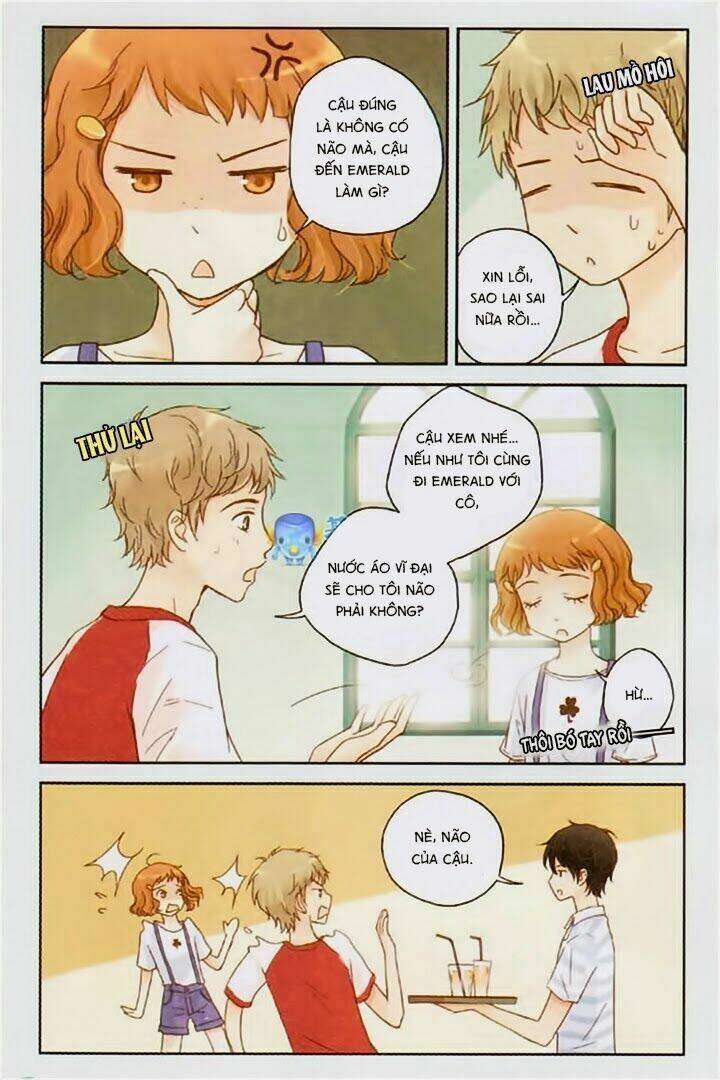 CẬU ĐÚNG
LÀ KHÔNG CÓ
NÃO MÀ, CẬU
ĐẾN EMERALD
LÀM GÌ?
LAU MỒ HÔI
XIN LỖI,
SAO LẠI SAI
NỮA RỒI...
THỬ LẠI
CẬU XEM NHÉ...
NẾU NHƯ TÔI CÙNG
ĐI EMERALD VỚI
CÔ,
NƯỚC ÁO VĨ ĐẠI
SẼ CHO TÔI NÃO
PHẢI KHÔNG?
HỪ...
THÔI BÓ TAY RỒI
NÈ, NÃO
CỦA CẬU.